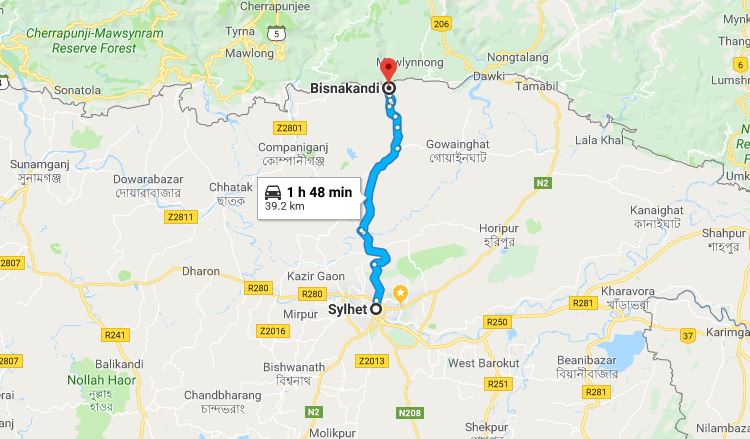 Cherrapunjee
Cherrapunji-Mawsynram
Reserve Forest
Tyrna
5
206
Mawlong
Nongtalang
Mawlynnong
Dawki
Tamabil
6
Sonatola
Bisnakandi
Lumshn
Z2801
Companiganj
কোম্পানীগঞ্জ
Gowainghat
গোয়াইনঘাট
Lala Khal
Sunamganj
সুনামগঞ্জ
Dowarabazar
দোয়ারাবাজার
Chhatak
ছাতক
1 h 48 min
39.2 km
N2
Umk
Z2811
Kanaighat
কানাইঘাট
Horipur
হরিপুর
Shahpur
শাহপুর
2807
Dharon
Kazir Gaon
R280
R280
Sylhet
Mirpur
Z2016
Kharavora
খাঁড়াভরা
R281
R250
R241
Z2013
37
Karimga
2807
Balikandi
Nollah Haor
নলুয়া
হাওর
Bishwanath
বিশ্বনাথ
West Barokut
Beanibazar
বিয়ানীবাজার
R251
R281
Chandbharang
চান্দভরাং
N2
N208
Shekpur
Nilambaza
Molikpur